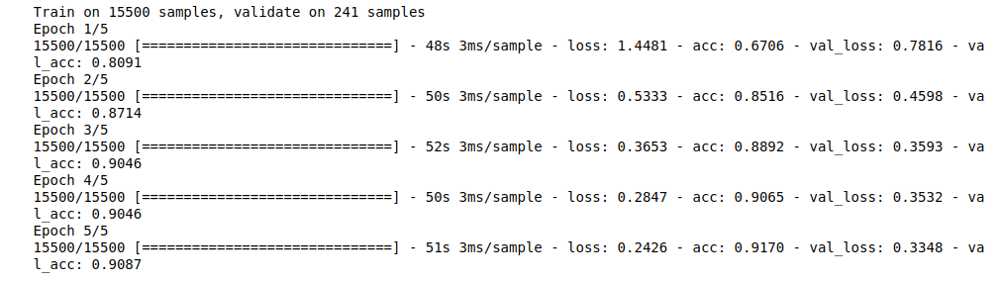 Train on 15500 samples, validate on 241 samples
Epoch 1/5
15500/15500 [==============================] - 48s 3ms/sample - loss: 1.4481 - acc: 0.6706 - val_loss: 0.7816 - va
l_acc: 0.8091
Epoch 2/5
15500/15500 [==============================] - 50s 3ms/sample - loss: 0.5333 - acc: 0.8516 - val_loss: 0.4598 - va
l_acc: 0.8714
Epoch 3/5
15500/15500 [==============================] - 52s 3ms/sample - loss: 0.3653 - acc: 0.8892 - val_loss: 0.3593 - va
l_acc: 0.9046
Epoch 4/5
15500/15500 [==============================] - 50s 3ms/sample - loss: 0.2847 - acc: 0.9065 - val_loss: 0.3532 - va
l_acc: 0.9046
Epoch 5/5
15500/15500 [==============================] - 51s 3ms/sample - loss: 0.2426 - acc: 0.9170 - val_loss: 0.3348 - va
l_acc: 0.9087